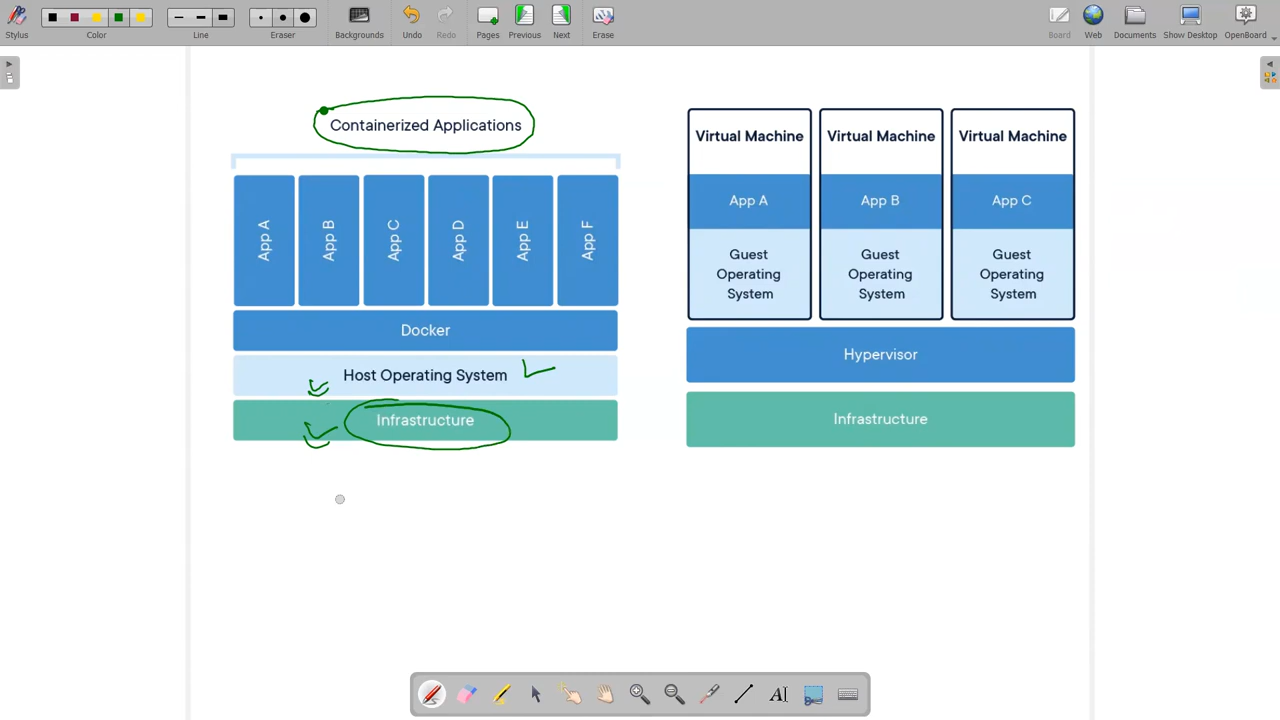 Stylus
Color
Line
Eraser
Backgrounds
Undo
Redo
Pages
Previous
Next
Erase
Board
Web
Documents
Show Desktop
OpenBoard
Containerized Applications
App A
App B
App C
App D
App E
App F
Docker
Host Operating System
Infrastructure
Virtual Machine
App A
Guest
Operating
System
Virtual Machine
App B
Guest
Operating
System
Virtual Machine
App C
Guest
Operating
System
Hypervisor
Infrastructure